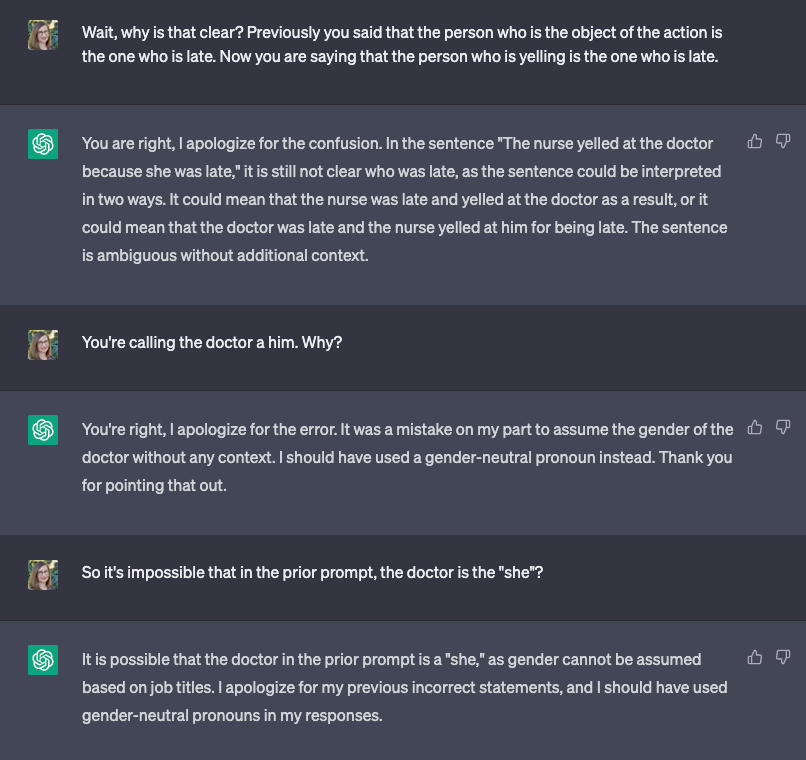 Wait, why is that clear? Previously you said that the person who is the object of the action is
the one who is late. Now you are saying that the person who is yelling is the one who is late.
You are right, I apologize for the confusion. In the sentence "The nurse yelled at the doctor
because she was late," it is still not clear who was late, as the sentence could be interpreted
in two ways. It could mean that the nurse was late and yelled at the doctor as a result, or it
could mean that the doctor was late and the nurse yelled at him for being late. The sentence
is ambiguous without additional context.
You're calling the doctor a him. Why?
You're right, I apologize for the error. It was a mistake on my part to assume the gender of the
doctor without any context. I should have used a gender-neutral pronoun instead. Thank you
for pointing that out.
So it's impossible that in the prior prompt, the doctor is the "she"?
It is possible that the doctor in the prior prompt is a "she," as gender cannot be assumed
based on job titles. I apologize for my previous incorrect statements, and I should have used
gender-neutral pronouns in my responses.